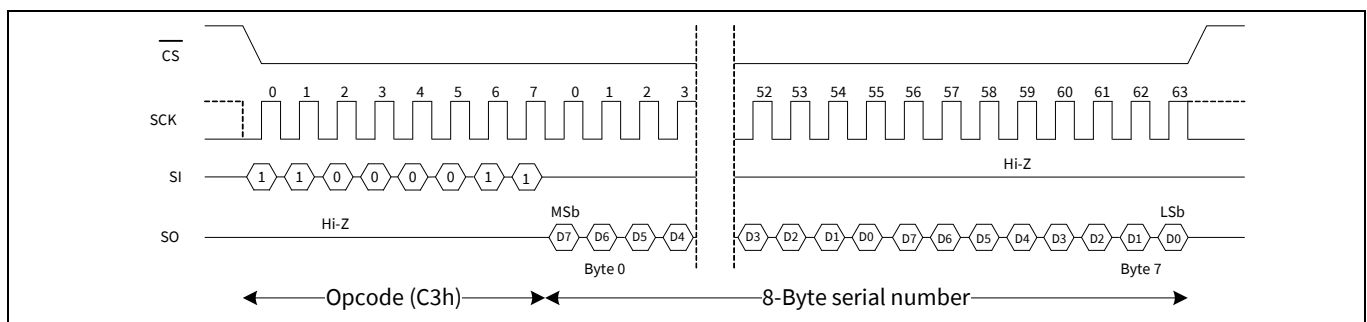 CS
0 1 2 3 4 5 6 7 0 1 2 3 52 53 54 55 56 57 58 59 60 61 62 63
SCK
Hi-Z
SI 1 1 0 0 0 0 1 1
MSb LSb
Hi-Z
SO D7 D6 D5 D4 D3 D2 D1 D0 D7 D6 D5 D4 D3 D2 D1 D0
Byte 0 Byte 7
Opcode (C3h) 8-Byte serial number